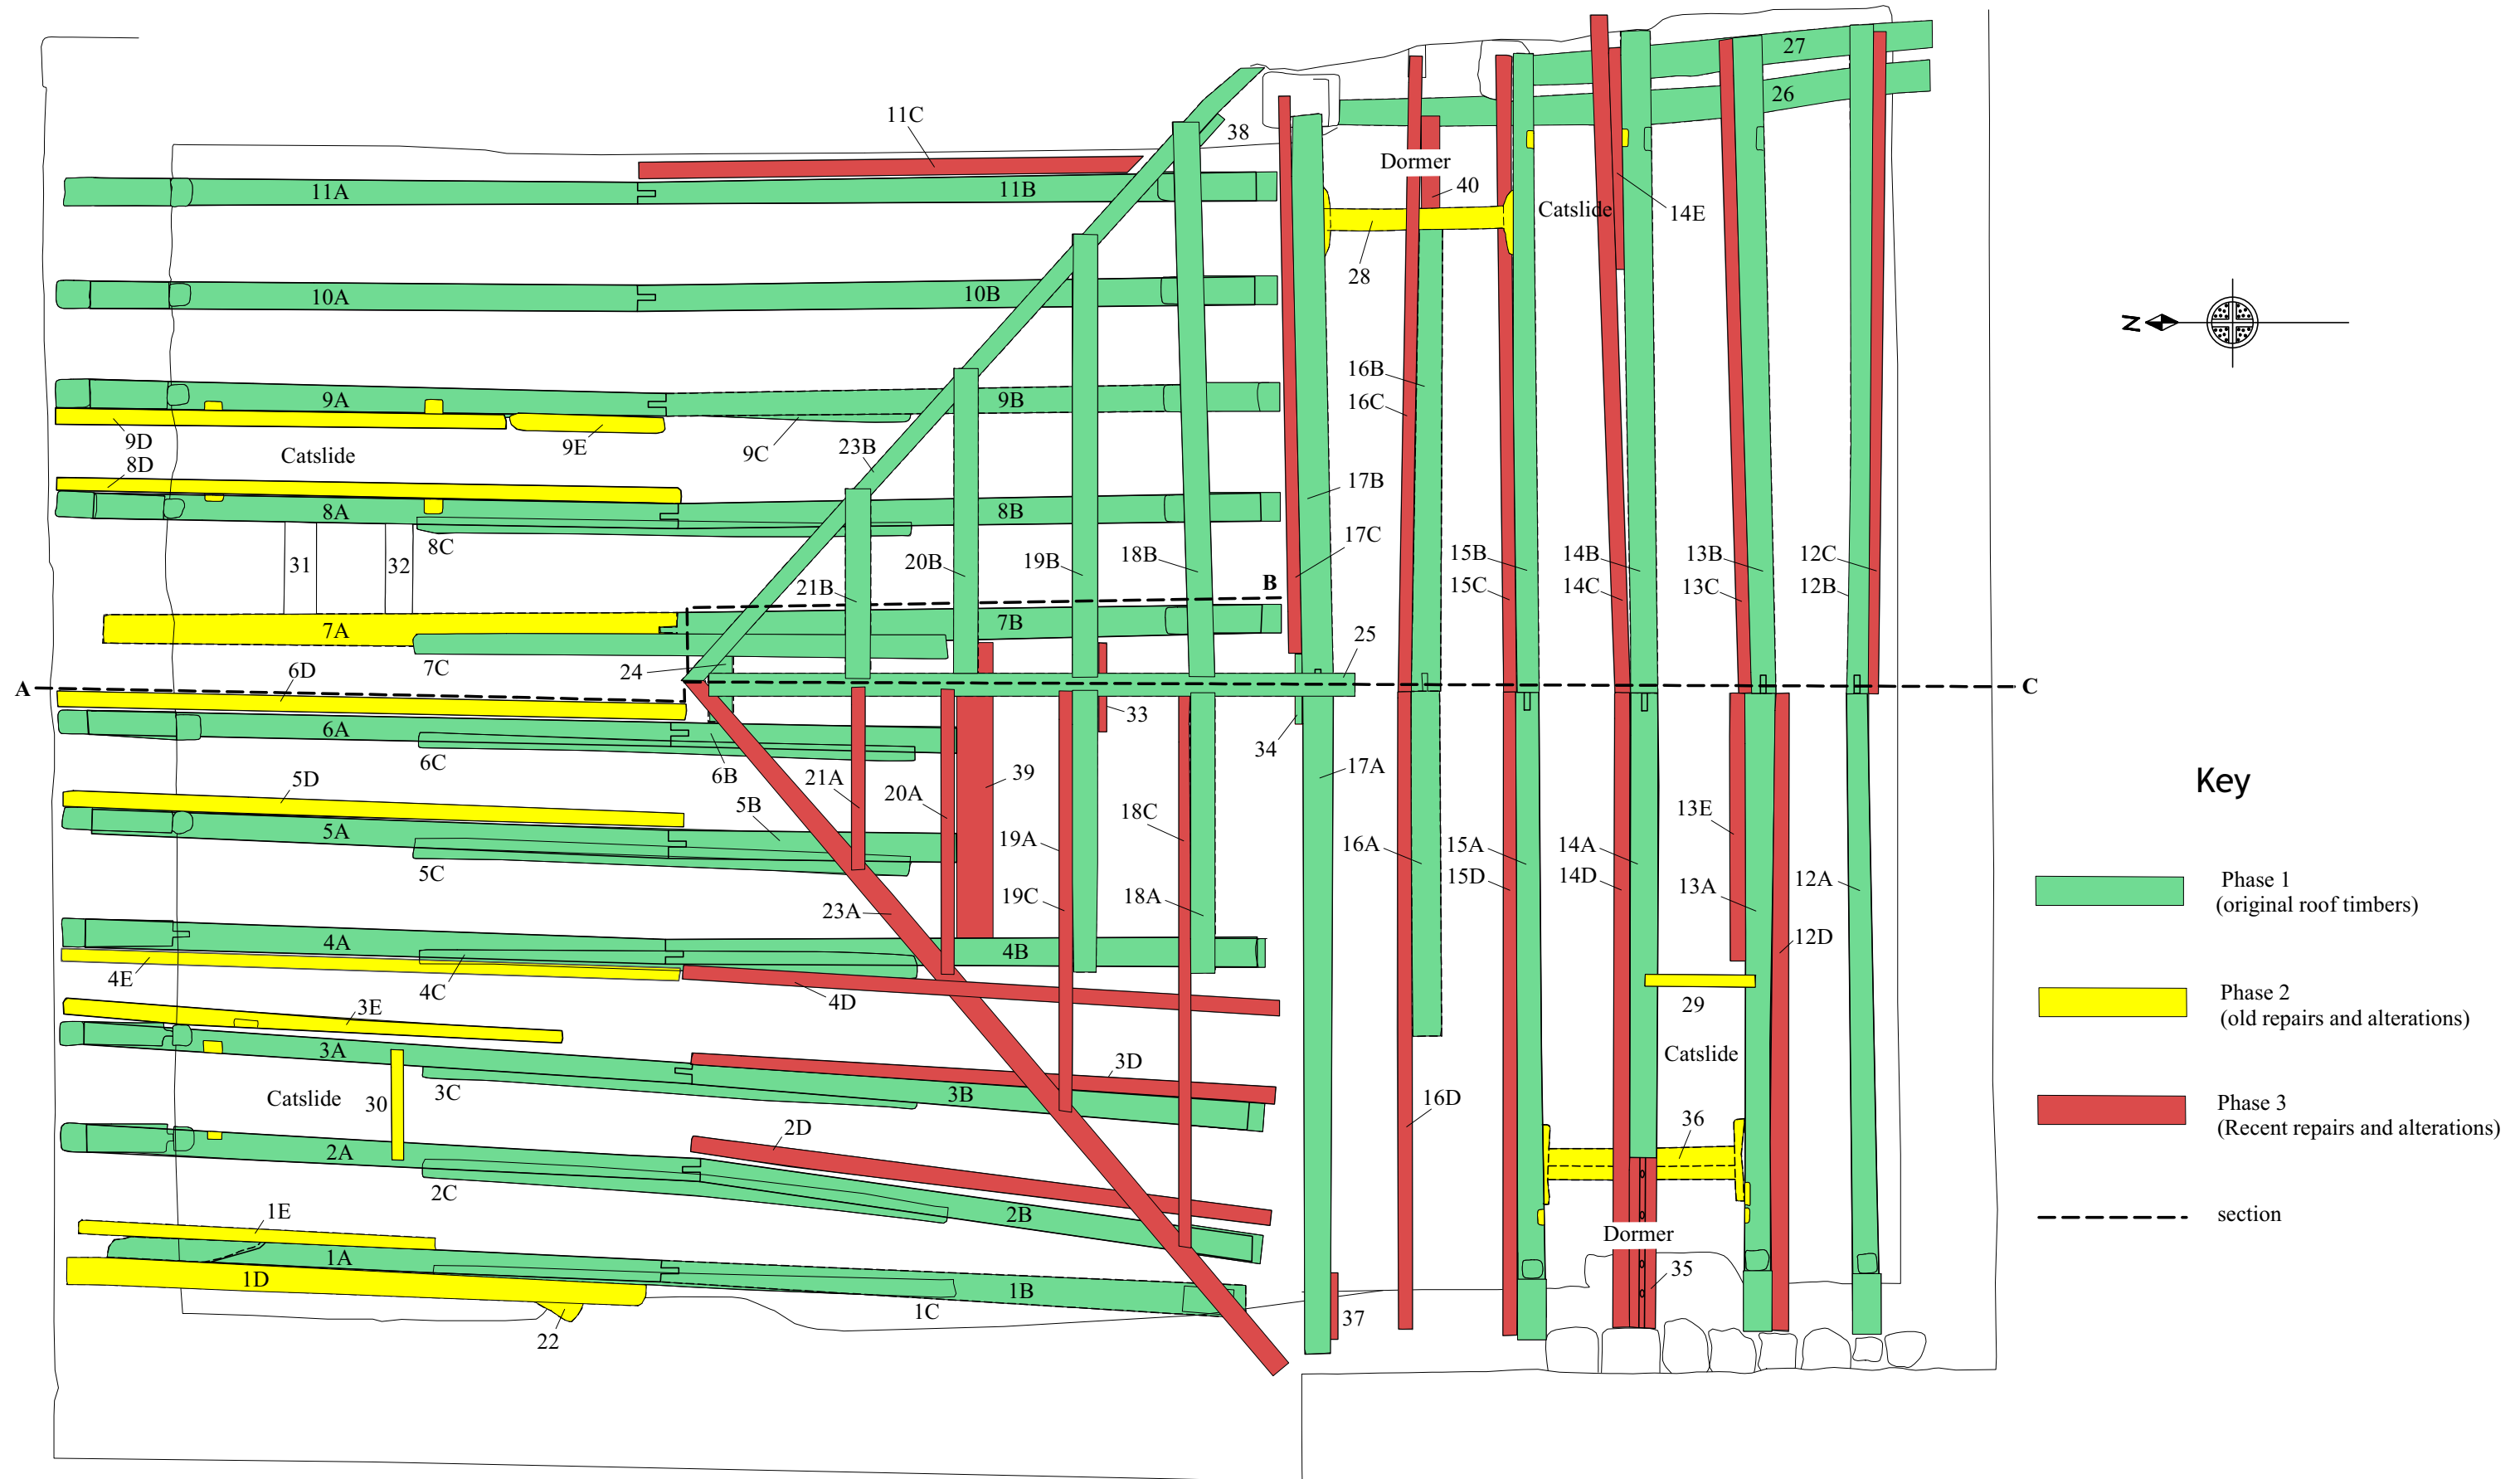 27
26
11C
38
Dormer
40
11A
11B
Catslide
14E
28
10A
10B
N
16B
16C
9A
9B
9D
9E
9C
23B
Catslide
8D
17B
8A
8B
17C
8C
31
32
20B
19B
18B
15B
15C
14B
14C
13B
13C
12C
12B
21B
B
7A
7B
25
7C
24
6D
A
C
33
6A
34
6C
6B
21A
39
17A
5D
20A
5B
18C
5A
19A
16A
15A
15D
14A
14D
13E
13A
12A
5C
19C
18A
23A
12D
4A
4B
4E
4C
4D
29
3E
3A
3D
Catslide
3C
3B
Catslide
30
16D
2D
36
2A
2C
2B
1E
Dormer
1A
1D
35
1B
1C
37
22
Key
Phase 1
(original roof timbers)
Phase 2
(old repairs and alterations)
Phase 3
(Recent repairs and alterations)
section